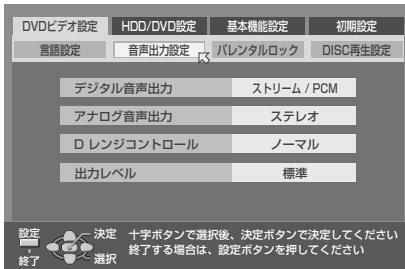 DVDビデオ設定 HDD/DVD設定 基本機能設定 初期設定
言語設定 音声出力設定 パレンタルロック DISC再生設定
デジタル音声出力 ストリーム / PCM
アナログ音声出力 ステレオ
D レンジコントロール ノーマル
出力レベル 標準
設定 決定 十字ボタンで選択後、決定ボタンで決定してください
終了 選択 終了する場合は、設定ボタンを押してください